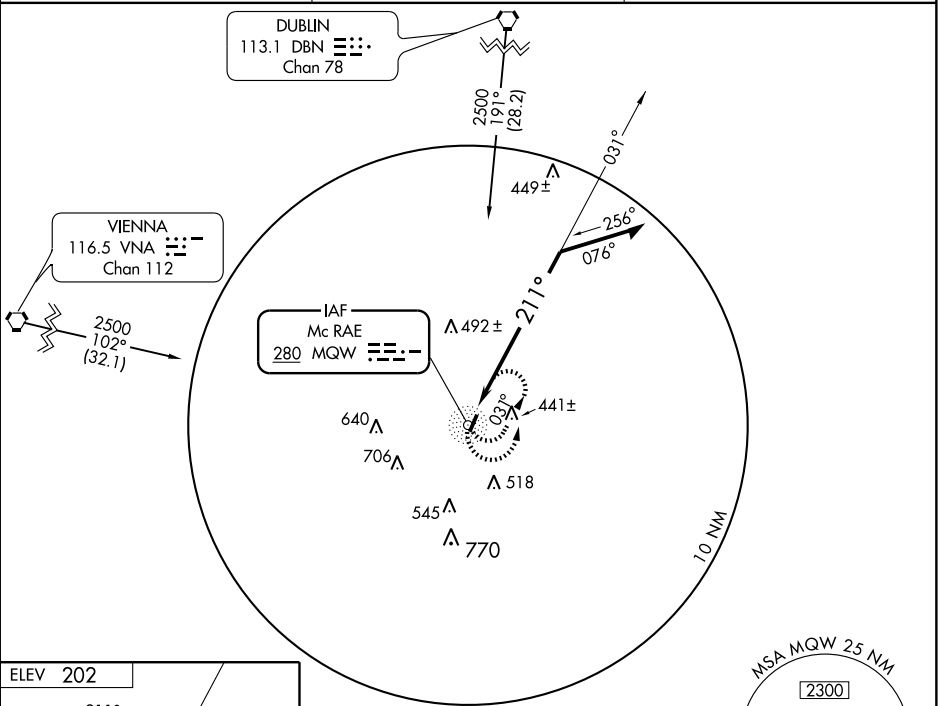 DUBLIN
113.1 DBN
Chan 78
2500
191°
(28.2)
031°
449±
256°
076°
VIENNA
116.5 VNA
Chan 112
2500
102°
(32.1)
211°
IAF
Mc RAE
280 MQW
492±
031°
441±
640
706
518
545
770
10 NM
MSA MQW 25 NM
2300
ELEV 202